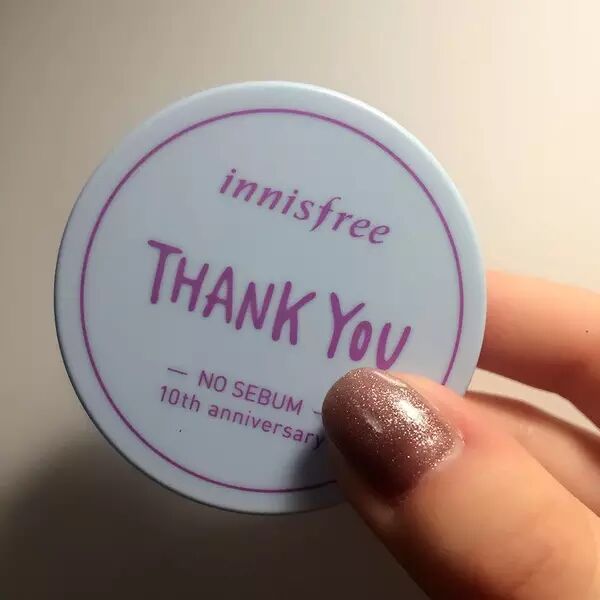 innisfree
THANK YOU
— NO SEBUM —
10th anniversary